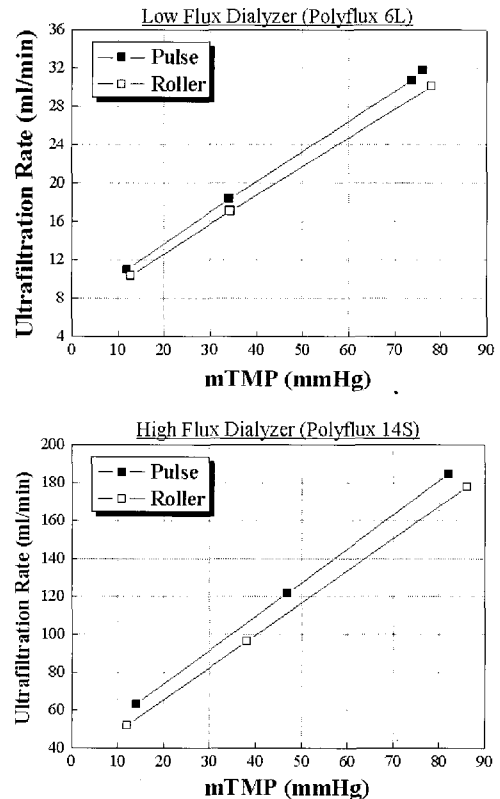 Low Flux Dialyzer (Polyflux 6L)
36
32
28
24
20
16
12
8
4
Pulse
Roller
Ultrafiltration Rate (ml/min)
0 10 20 30 40 50 60 70 80 90
mTMP (mmHg)
High Flux Dialyzer (Polyflux 14S)
200
180
160
140
120
100
80
60
40
Pulse
Roller
Ultrafiltration Rate (ml/min)
0 10 20 30 40 50 60 70 80 90
mTMP (mmHg)